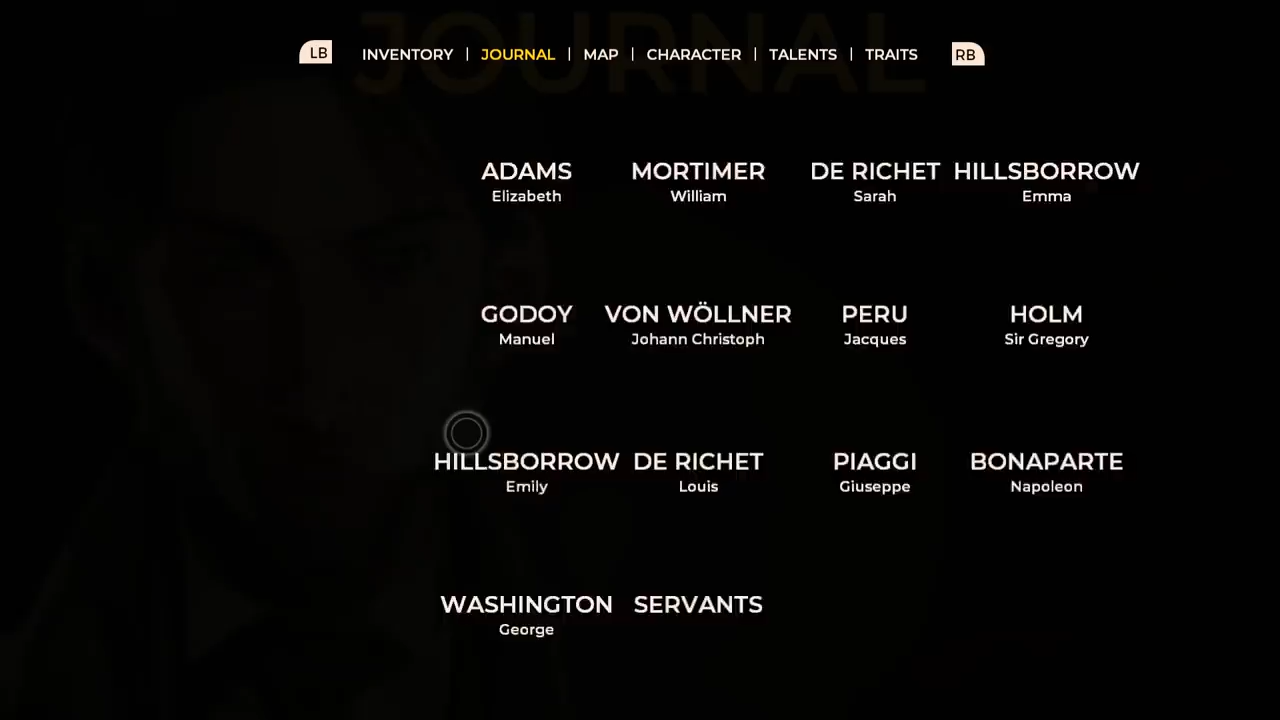 JOURNAL
LB INVENTORY | JOURNAL | MAP | CHARACTER | TALENTS | TRAITS RB
ADAMS MORTIMER DE RICHET HILLSBORROW
Elizabeth William Sarah Emma
GODOY VON WÖLLNER PERU HOLM
Manuel Johann Christoph Jacques Sir Gregory
HILLSBORROW DE RICHET PIAGGI BONAPARTE
Emily Louis Giuseppe Napoleon
WASHINGTON SERVANTS
George